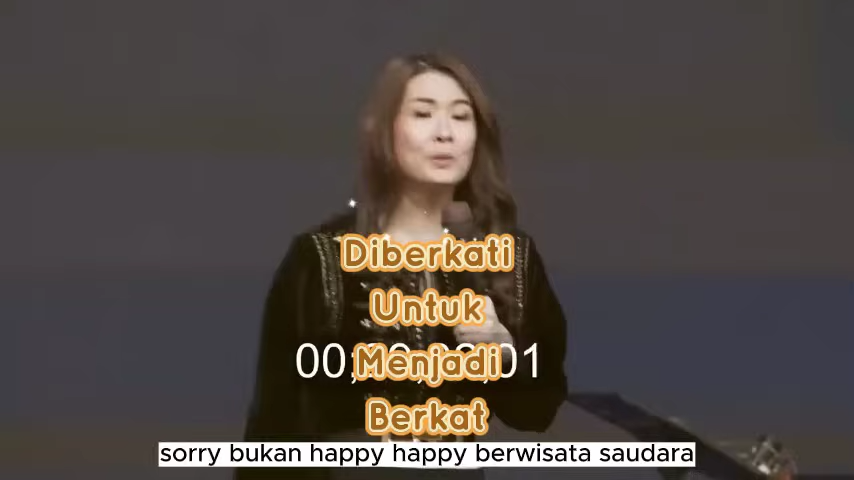 Diberkati
Untuk
Menjadi
Berkat
sorry bukan happy happy berwisata saudara